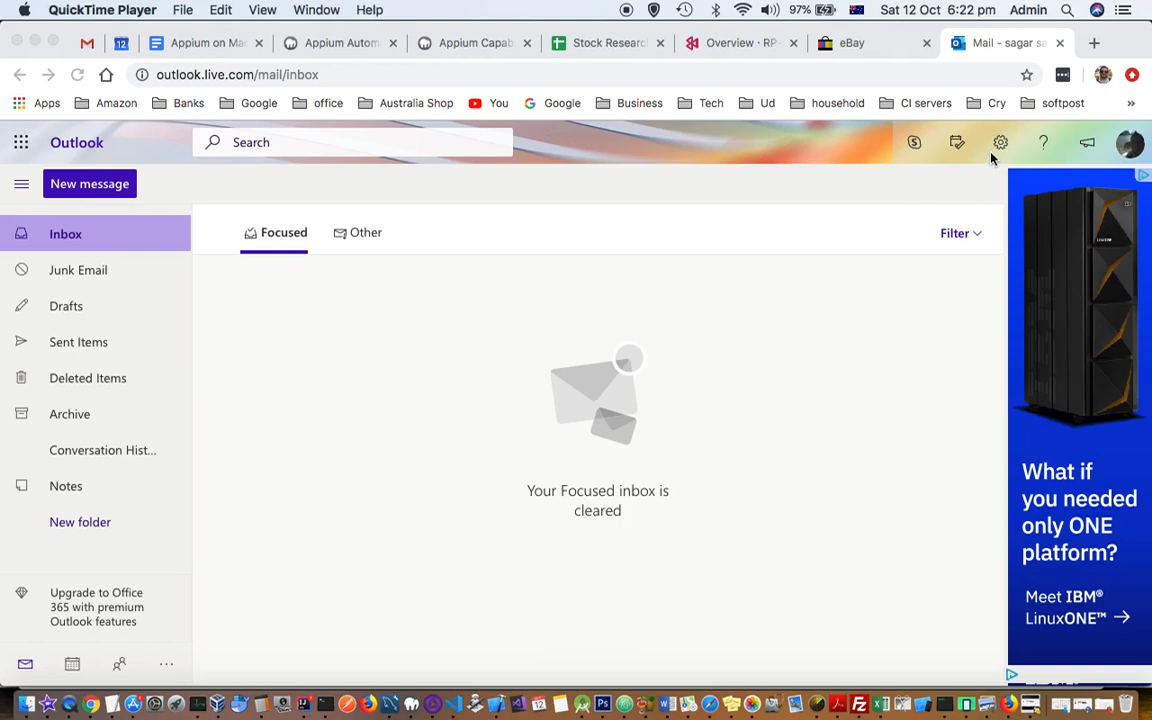 QuickTime Player File Edit View Window Help 97% Sat 12 Oct 6:22 pm Admin
12 Appium on Ma Appium Autom Appium Capab Stock Researc Overview - RP - eBay Mail - sagar sa
outlook.live.com/mail/inbox
Apps Amazon Banks Google office Australia Shop You Google Business Tech Ud household CI servers Cry softpost »
Outlook Search
New message
Inbox
Focused Other Filter
Junk Email
Drafts
Sent Items
Deleted Items
Archive
Conversation Hist...
Notes
New folder
Your Focused inbox is
cleared
Upgrade to Office
365 with premium
Outlook features
What if
you needed
only ONE
platform?
Meet IBM®
LinuxONE™ →